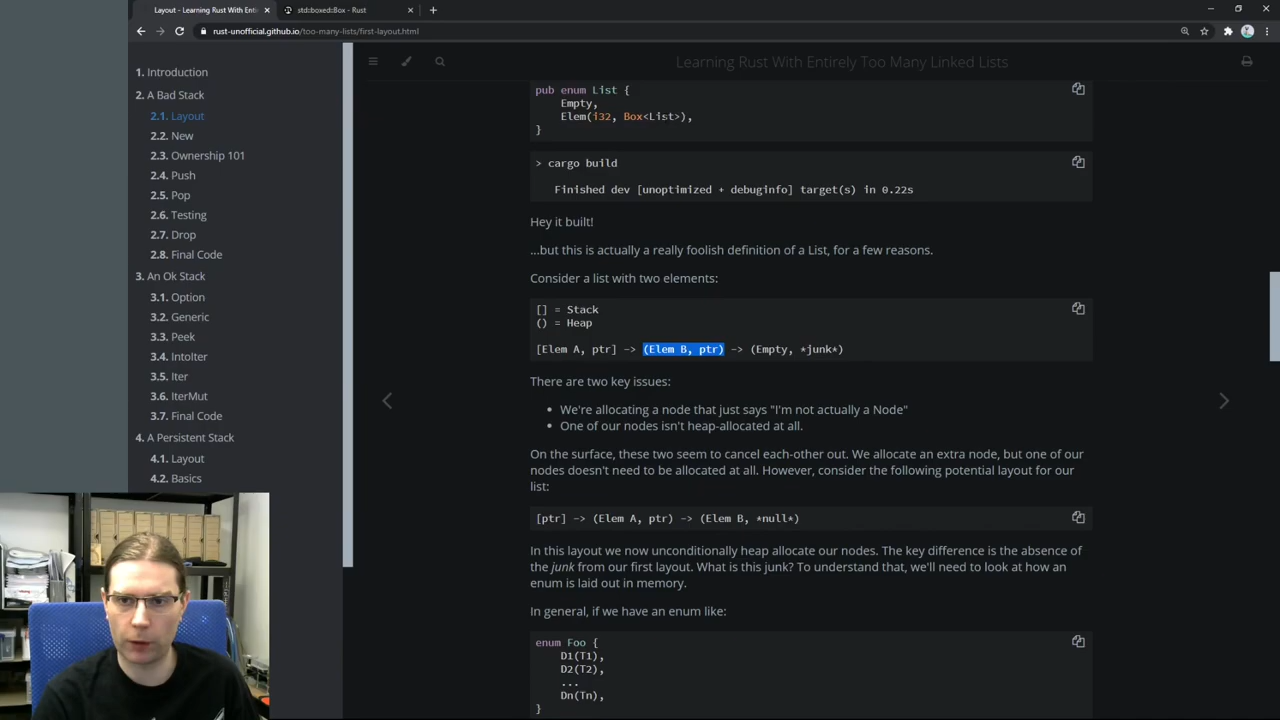 Layout - Learning Rust With Enti
std::boxed::Box - Rust
rust-unofficial.github.io/too-many-lists/first-layout.html
1. Introduction
2. A Bad Stack
2.1. Layout
2.2. New
2.3. Ownership 101
2.4. Push
2.5. Pop
2.6. Testing
2.7. Drop
2.8. Final Code
3. An Ok Stack
3.1. Option
3.2. Generic
3.3. Peek
3.4. IntoIter
3.5. Iter
3.6. IterMut
3.7. Final Code
4. A Persistent Stack
4.1. Layout
4.2. Basics
Learning Rust With Entirely Too Many Linked Lists
pub enum List {
Empty,
Elem(i32, Box<List>),
}
> cargo build
Finished dev [unoptimized + debuginfo] target(s) in 0.22s
Hey it built!
...but this is actually a really foolish definition of a List, for a few reasons.
Consider a list with two elements:
[] = Stack
() = Heap
[Elem A, ptr] -> (Elem B, ptr) -> (Empty, *junk*)
There are two key issues:
• We're allocating a node that just says "I'm not actually a Node"
• One of our nodes isn't heap-allocated at all.
On the surface, these two seem to cancel each-other out. We allocate an extra node, but one of our
nodes doesn't need to be allocated at all. However, consider the following potential layout for our
list:
[ptr] -> (Elem A, ptr) -> (Elem B, *null*)
In this layout we now unconditionally heap allocate our nodes. The key difference is the absence of
the junk from our first layout. What is this junk? To understand that, we'll need to look at how an
enum is laid out in memory.
In general, if we have an enum like:
enum Foo {
D1(T1),
D2(T2),
...
Dn(Tn),
}